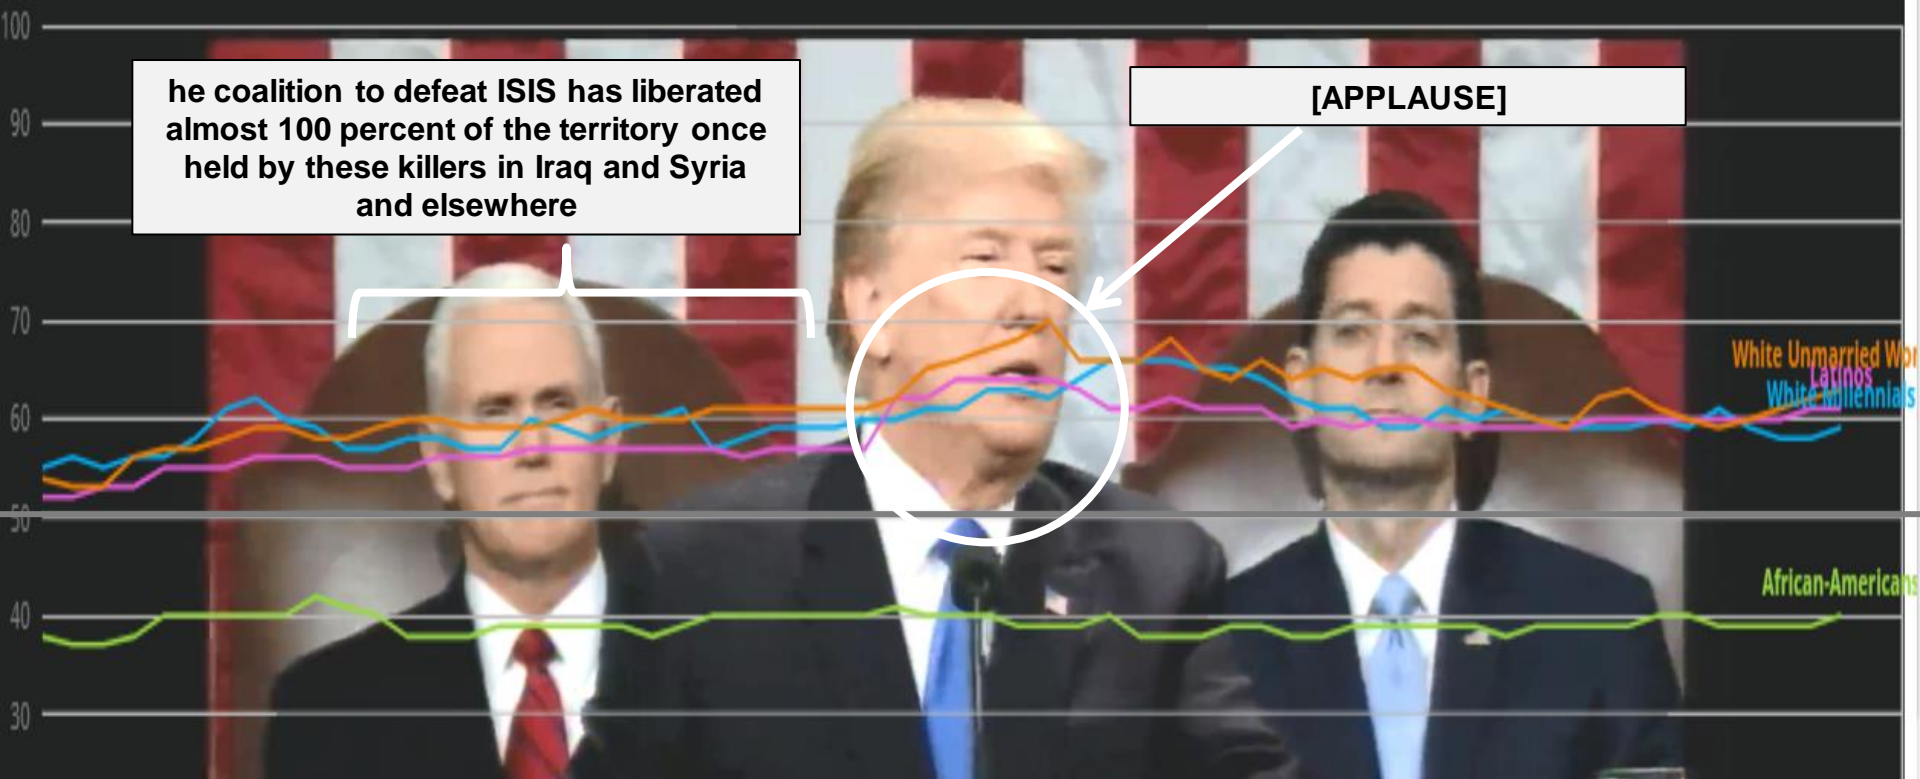 100
he coalition to defeat ISIS has liberated
almost 100 percent of the territory once
held by these killers in Iraq and Syria
and elsewhere
[APPLAUSE]
90
80
70
White Unmarried Wo
Latinos
White Millennials
60
50
African-Americans
40
30